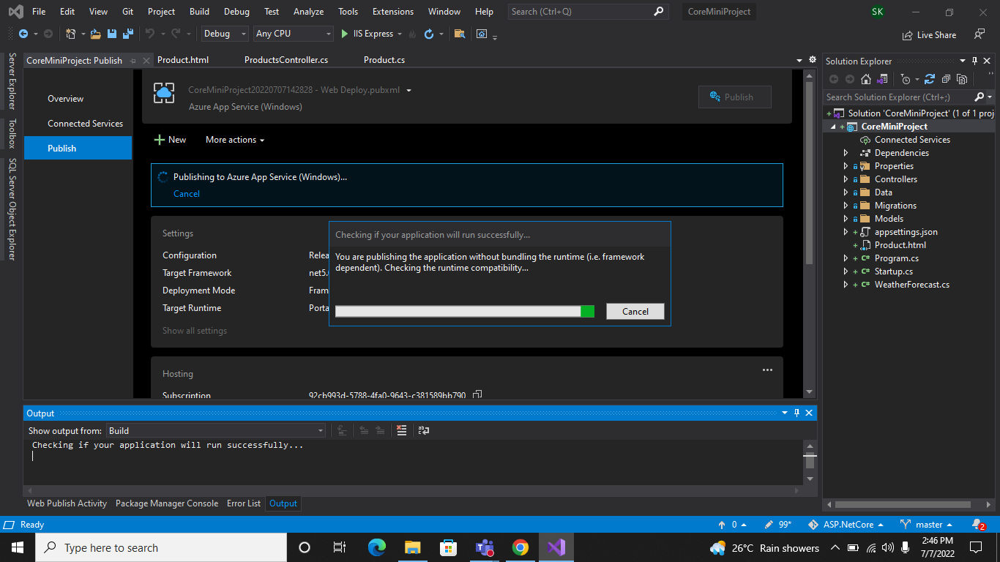 File Edit View Git Project Build Debug Test Analyze Tools Extensions Window Help Search (Ctrl+Q) CoreMiniProject SK
Debug Any CPU IIS Express Live Share
Server Explorer
Toolbox
SQL Server Object Explorer
CoreMiniProject: Publish Product.html ProductsController.cs Product.cs
Overview
Connected Services
Publish
CoreMiniProject20220707142828 - Web Deploy.pubxml
Azure App Service (Windows)
Publish
New More actions
Publishing to Azure App Service (Windows)...
Cancel
Settings
Configuration Relea
Target Framework net5.
Deployment Mode Fram
Target Runtime Porta
Show all settings
Checking if your application will run successfully...
You are publishing the application without bundling the runtime (i.e. framework
dependent). Checking the runtime compatibility...
Cancel
Hosting
Subscription 92cb993d-5788-4fa0-9643-c381589bb790
Solution Explorer
Search Solution Explorer (Ctrl+;)
Solution 'CoreMiniProject' (1 of 1 proj
CoreMiniProject
Connected Services
Dependencies
Properties
Controllers
Data
Migrations
Models
appsettings.json
Product.html
Program.cs
Startup.cs
WeatherForecast.cs
Output
Show output from: Build
Checking if your application will run successfully...
Web Publish Activity Package Manager Console Error List Output
Ready 0 99* ASP.NetCore master 2
Type here to search 26°C Rain showers 2:46 PM
7/7/2022